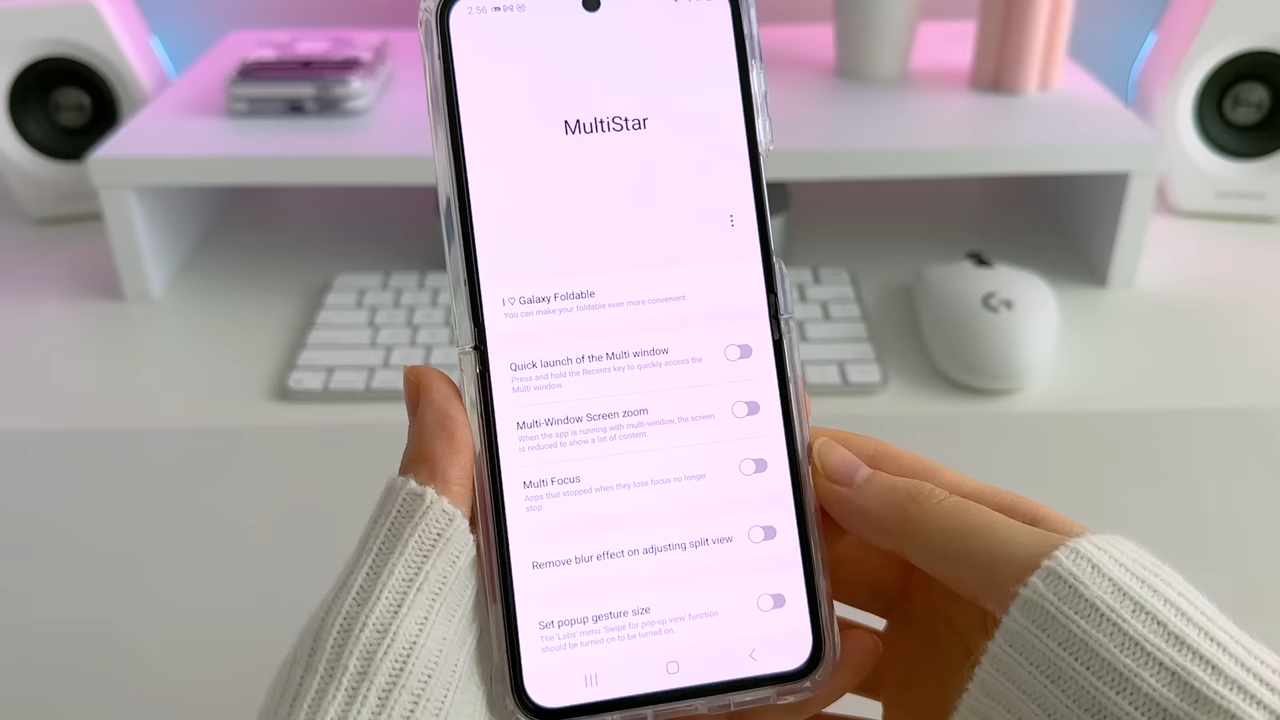 2:56
MultiStar
I ♡ Galaxy Foldable
You can make your foldable even more convenient.
Quick launch of the Multi window
Press and hold the Recents key to quickly access the
Multi window.
Multi-Window Screen zoom
When the app is running with multi-window, the screen
is reduced to show a lot of content.
Multi Focus
Apps that stopped when they lose focus no longer
stop.
Remove blur effect on adjusting split view
Set popup gesture size
The 'Labs' menu 'Swipe for pop-up view' function
should be turned on to be turned on.